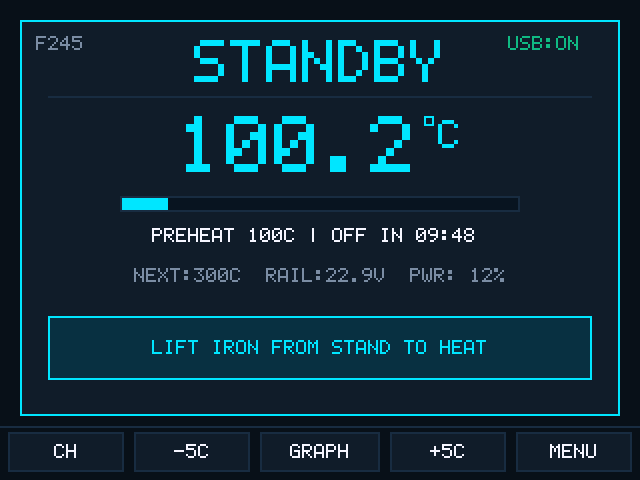 F245 STANDBY USB:ON
100.2°C
PREHEAT 100C | OFF IN 09:48
NEXT:300C RAIL:22.9V PWR: 12%
LIFT IRON FROM STAND TO HEAT
CH -5C GRAPH +5C MENU